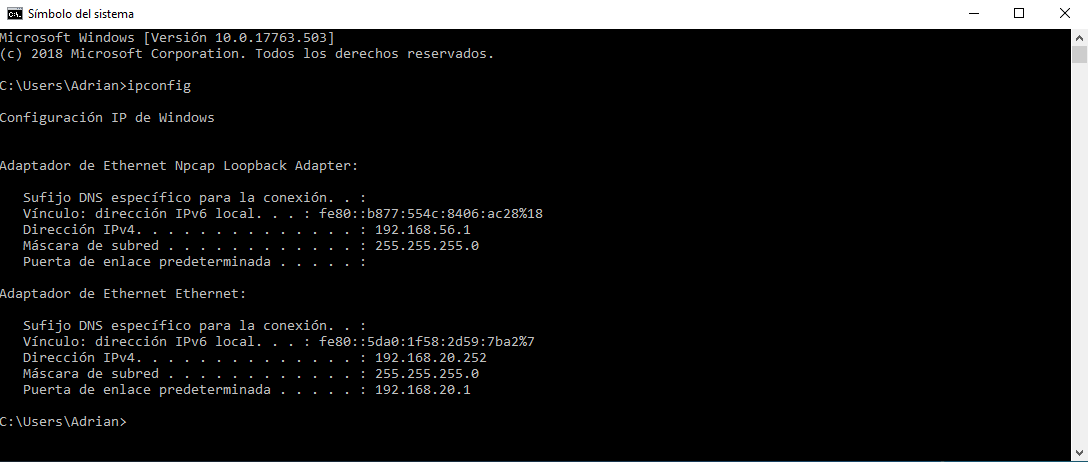 Símbolo del sistema
Microsoft Windows [Versión 10.0.17763.503]
(c) 2018 Microsoft Corporation. Todos los derechos reservados.
C:\Users\Adrian>ipconfig
Configuración IP de Windows
Adaptador de Ethernet Npcap Loopback Adapter:
Sufijo DNS específico para la conexión. . :
Vínculo: dirección IPv6 local. . . : fe80::b877:554c:8406:ac28%18
Dirección IPv4. . . . . . . . . . . . . . : 192.168.56.1
Máscara de subred . . . . . . . . . . . . : 255.255.255.0
Puerta de enlace predeterminada . . . . . :
Adaptador de Ethernet Ethernet:
Sufijo DNS específico para la conexión. . :
Vínculo: dirección IPv6 local. . . : fe80::5da0:1f58:2d59:7ba2%7
Dirección IPv4. . . . . . . . . . . . . . : 192.168.20.252
Máscara de subred . . . . . . . . . . . . : 255.255.255.0
Puerta de enlace predeterminada . . . . . : 192.168.20.1
C:\Users\Adrian>